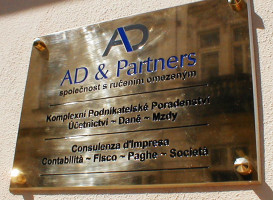 AD
AD & Partners
společnost s ručením omezeným
Komplexní Podnikatelské Poradenství
Účetnictví ~ Daně ~ Mzdy
Consulenza d'Impresa
Contabilità ~ Fisco ~ Paghe ~ Società